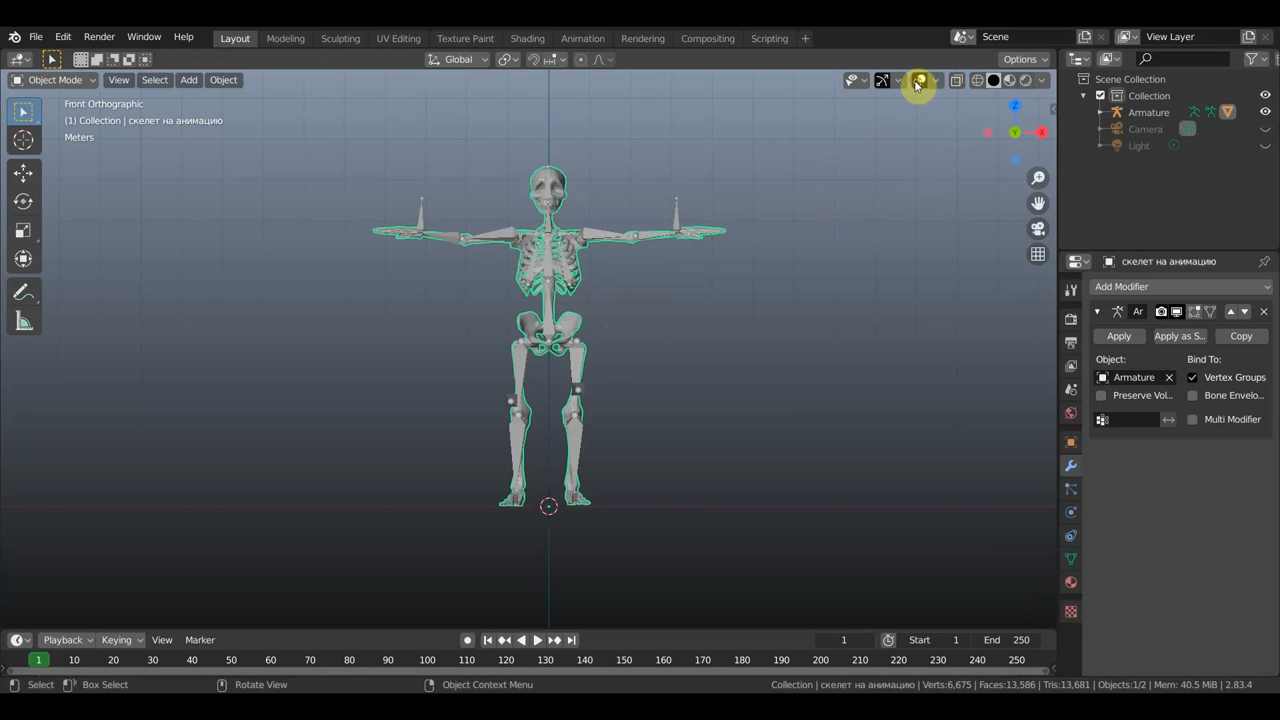 File Edit Render Window Help Layout Modeling Sculpting UV Editing Texture Paint Shading Animation Rendering Compositing Scripting + Scene View Layer
Global Options
Object Mode View Select Add Object
Front Orthographic
(1) Collection | скелет на анимацию
Meters
Z
Y
X
Scene Collection
Collection
Armature
Camera
Light
скелет на анимацию
Add Modifier
Ar
Apply Apply as S... Copy
Object: Bind To:
Armature Vertex Groups
Preserve Vol... Bone Envelo...
Multi Modifier
Playback Keying View Marker 1 Start 1 End 250
1 10 20 30 40 50 60 70 80 90 100 110 120 130 140 150 160 170 180 190 200 210 220 230 240 250
Select Box Select Rotate View Object Context Menu Collection | скелет на анимацию | Verts:6,675 | Faces:13,586 | Tris:13,681 | Objects:1/2 | Mem: 40.5 MiB | 2.83.4